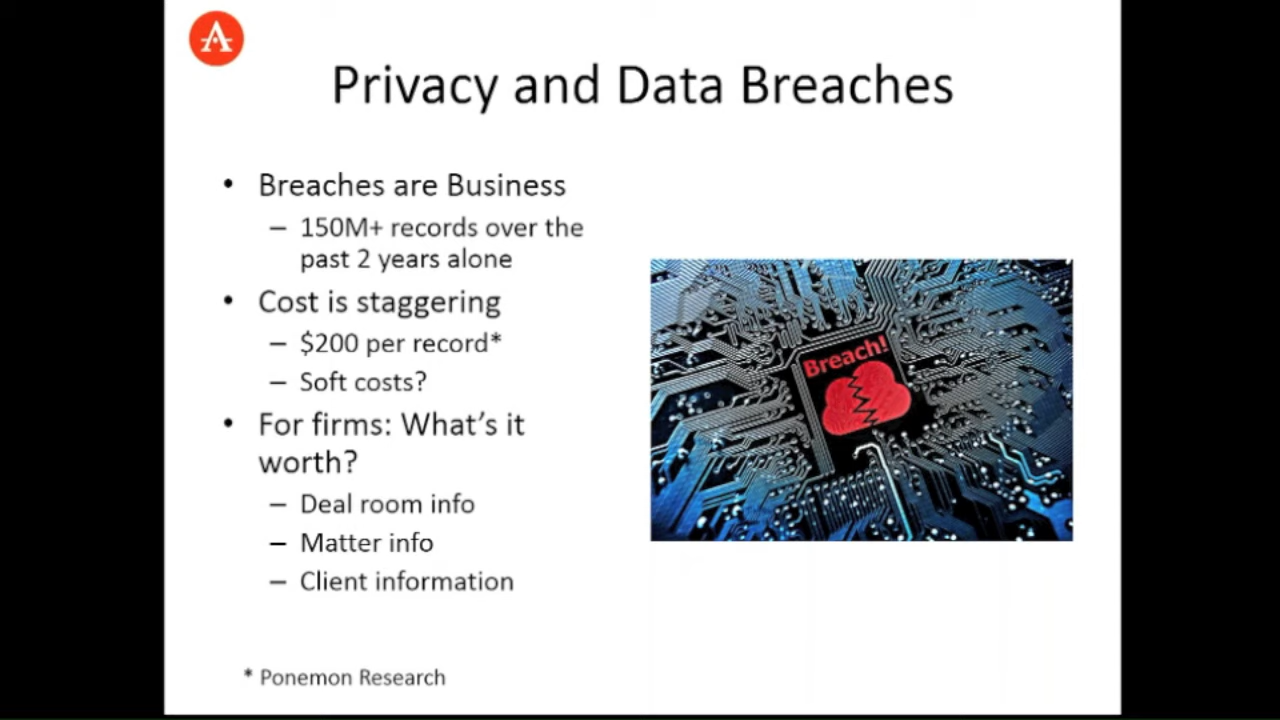 A
Privacy and Data Breaches
• Breaches are Business
– 150M+ records over the
past 2 years alone
• Cost is staggering
– $200 per record*
– Soft costs?
• For firms: What’s it
worth?
– Deal room info
– Matter info
– Client information
Breach!
* Ponemon Research